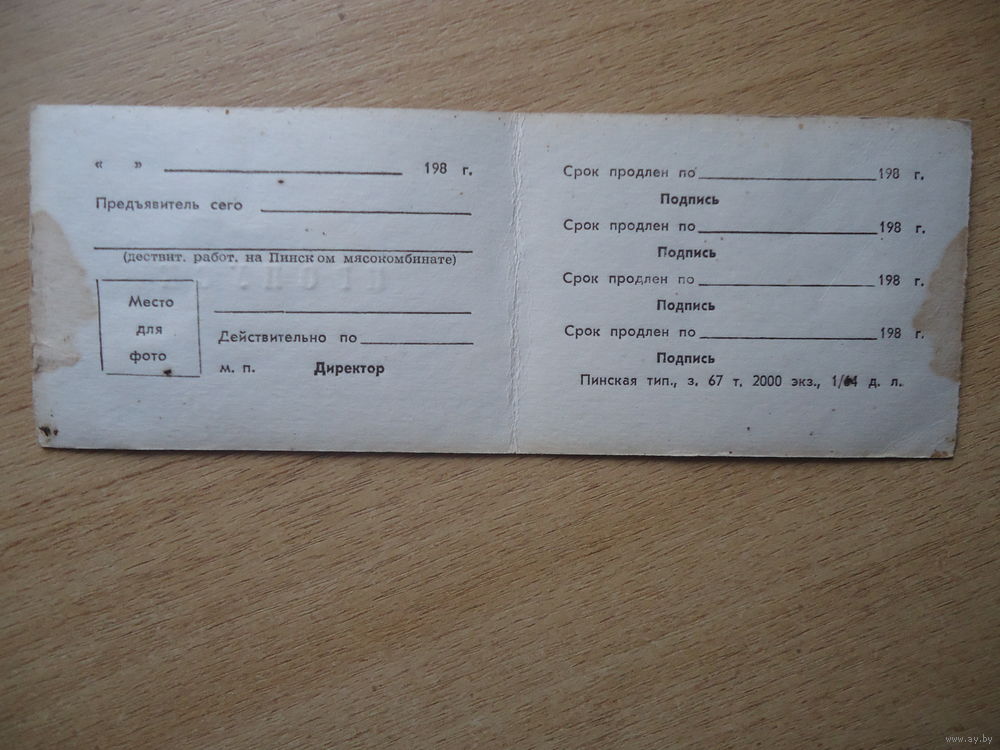 « » 198 г.
Предъявитель сего
(дествит. работ. на Пинском мясокомбинате)
Место
для
фото
Действительно по
м. п. Директор
Срок продлен по 198 г.
Подпись
Срок продлен по 198 г.
Подпись
Срок продлен по 198 г.
Подпись
Срок продлен по 198 г.
Подпись
Пинская тип., з. 67 т. 2000 экз., 1/64 д. л.
www.ay.by